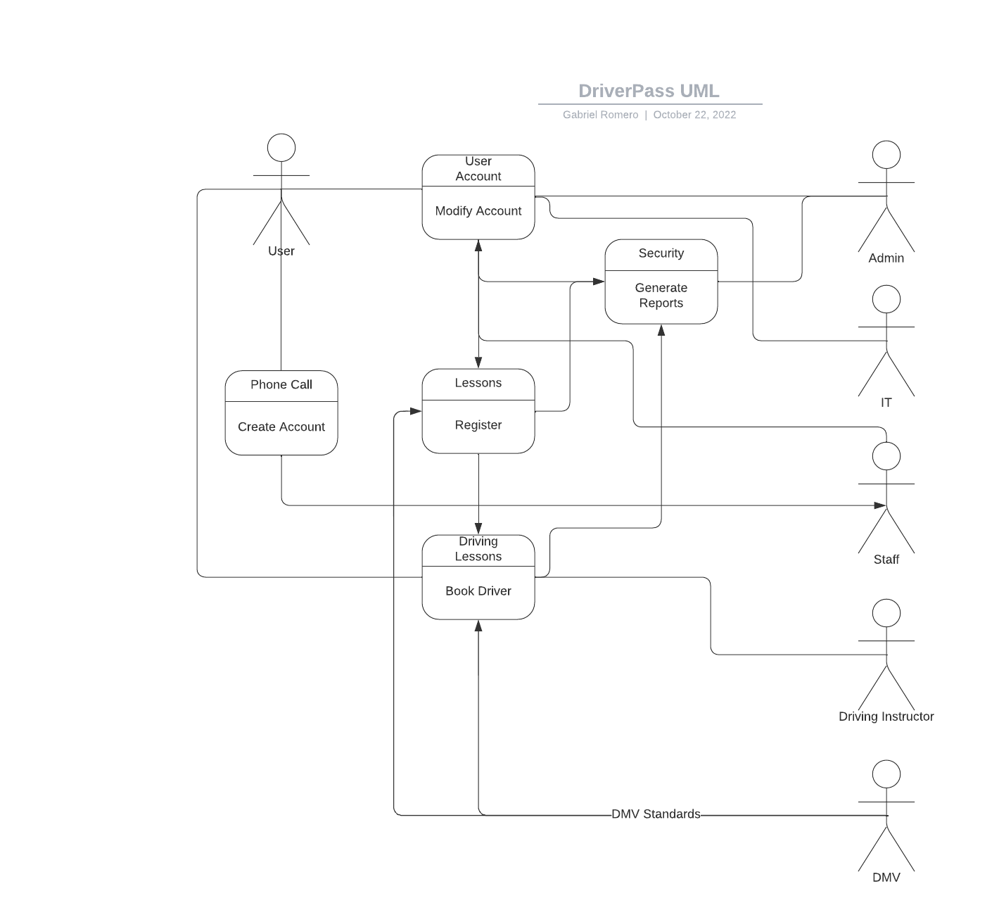 DriverPass UML
Gabriel Romero | October 22, 2022
User
Account
Modify Account
User
Security
Generate
Reports
Admin
IT
Phone Call
Create Account
Lessons
Register
Driving
Lessons
Book Driver
Staff
Driving Instructor
DMV Standards
DMV